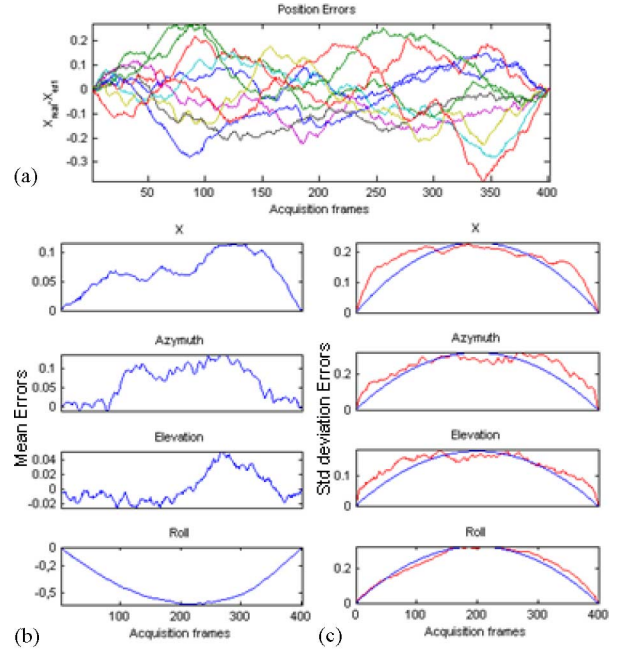 Position Errors
X_real-X_est
0.2
0.1
0
-0.1
-0.2
-0.3
50 100 150 200 250 300 350 400
Acquisition frames
(a)
X
0.1
0.05
0
X
0.2
0.1
0
Azymuth
0.1
0.05
0
Azymuth
0.2
0
Elevation
0.04
0.02
0
-0.02
Elevation
0.1
0
Roll
0
-0,5
100 200 300 400
Acquisition frames
Roll
0.2
0
0 100 200 300 400
Acquisition frames
Mean Errors
Std deviation Errors
(b)
(c)